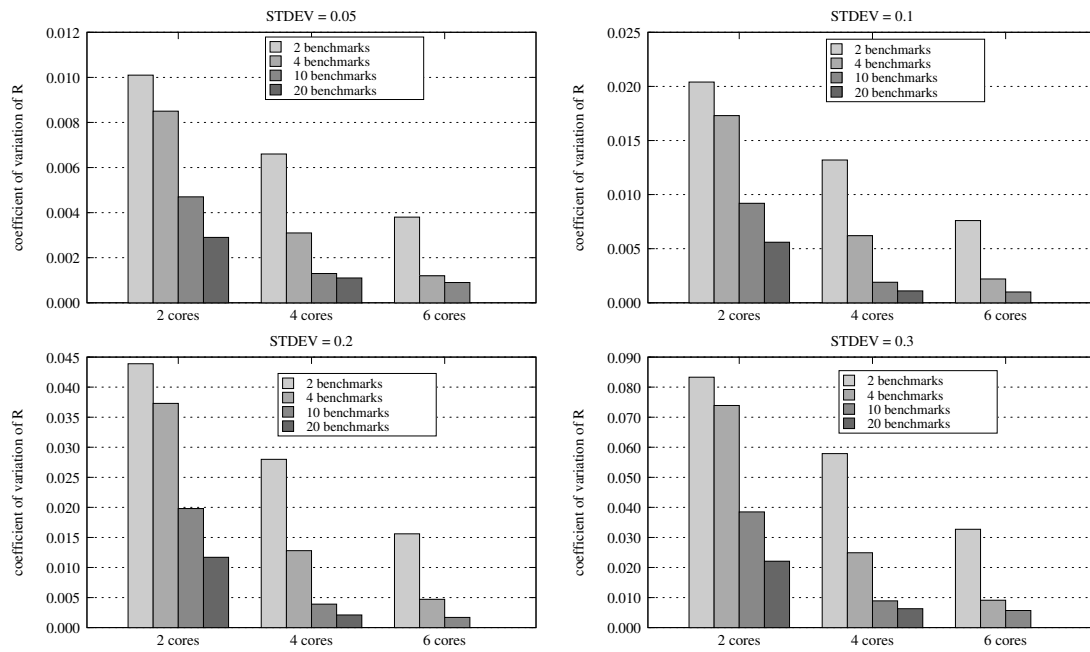 STDEV = 0.05
0.012
0.010
0.008
0.006
0.004
0.002
0.000
coefficient of variation of R
2 benchmarks
4 benchmarks
10 benchmarks
20 benchmarks
2 cores
4 cores
6 cores
STDEV = 0.1
0.025
0.020
0.015
0.010
0.005
0.000
coefficient of variation of R
2 benchmarks
4 benchmarks
10 benchmarks
20 benchmarks
2 cores
4 cores
6 cores
STDEV = 0.2
0.045
0.040
0.035
0.030
0.025
0.020
0.015
0.010
0.005
0.000
coefficient of variation of R
2 benchmarks
4 benchmarks
10 benchmarks
20 benchmarks
2 cores
4 cores
6 cores
STDEV = 0.3
0.090
0.080
0.070
0.060
0.050
0.040
0.030
0.020
0.010
0.000
coefficient of variation of R
2 benchmarks
4 benchmarks
10 benchmarks
20 benchmarks
2 cores
4 cores
6 cores